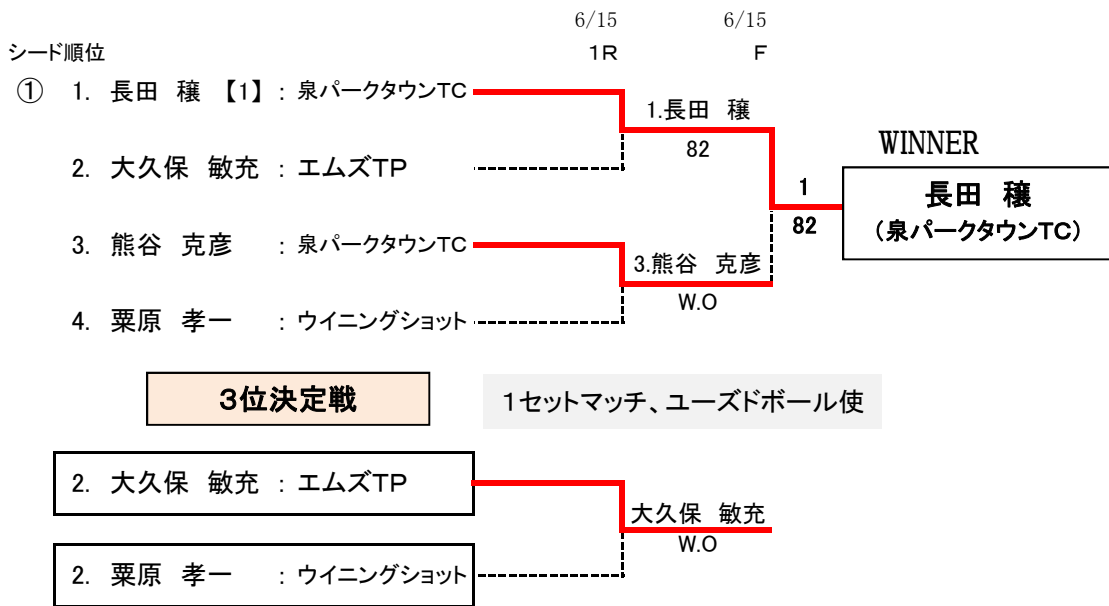 6/15 6/15
シード順位 1R F
① 1. 長田 穣 【1】 : 泉パークタウンTC
1.長田 穣
82
WINNER
2. 大久保 敏充 : エムズTP
1
長田 穣
82
(泉パークタウンTC)
3. 熊谷 克彦 : 泉パークタウンTC
3.熊谷 克彦
W.O
4. 粟原 孝一 : ウイニングショット
3位決定戦 1セットマッチ、ユーズドボール使
2. 大久保 敏充 : エムズTP
大久保 敏充
W.O
2. 粟原 孝一 : ウイニングショット